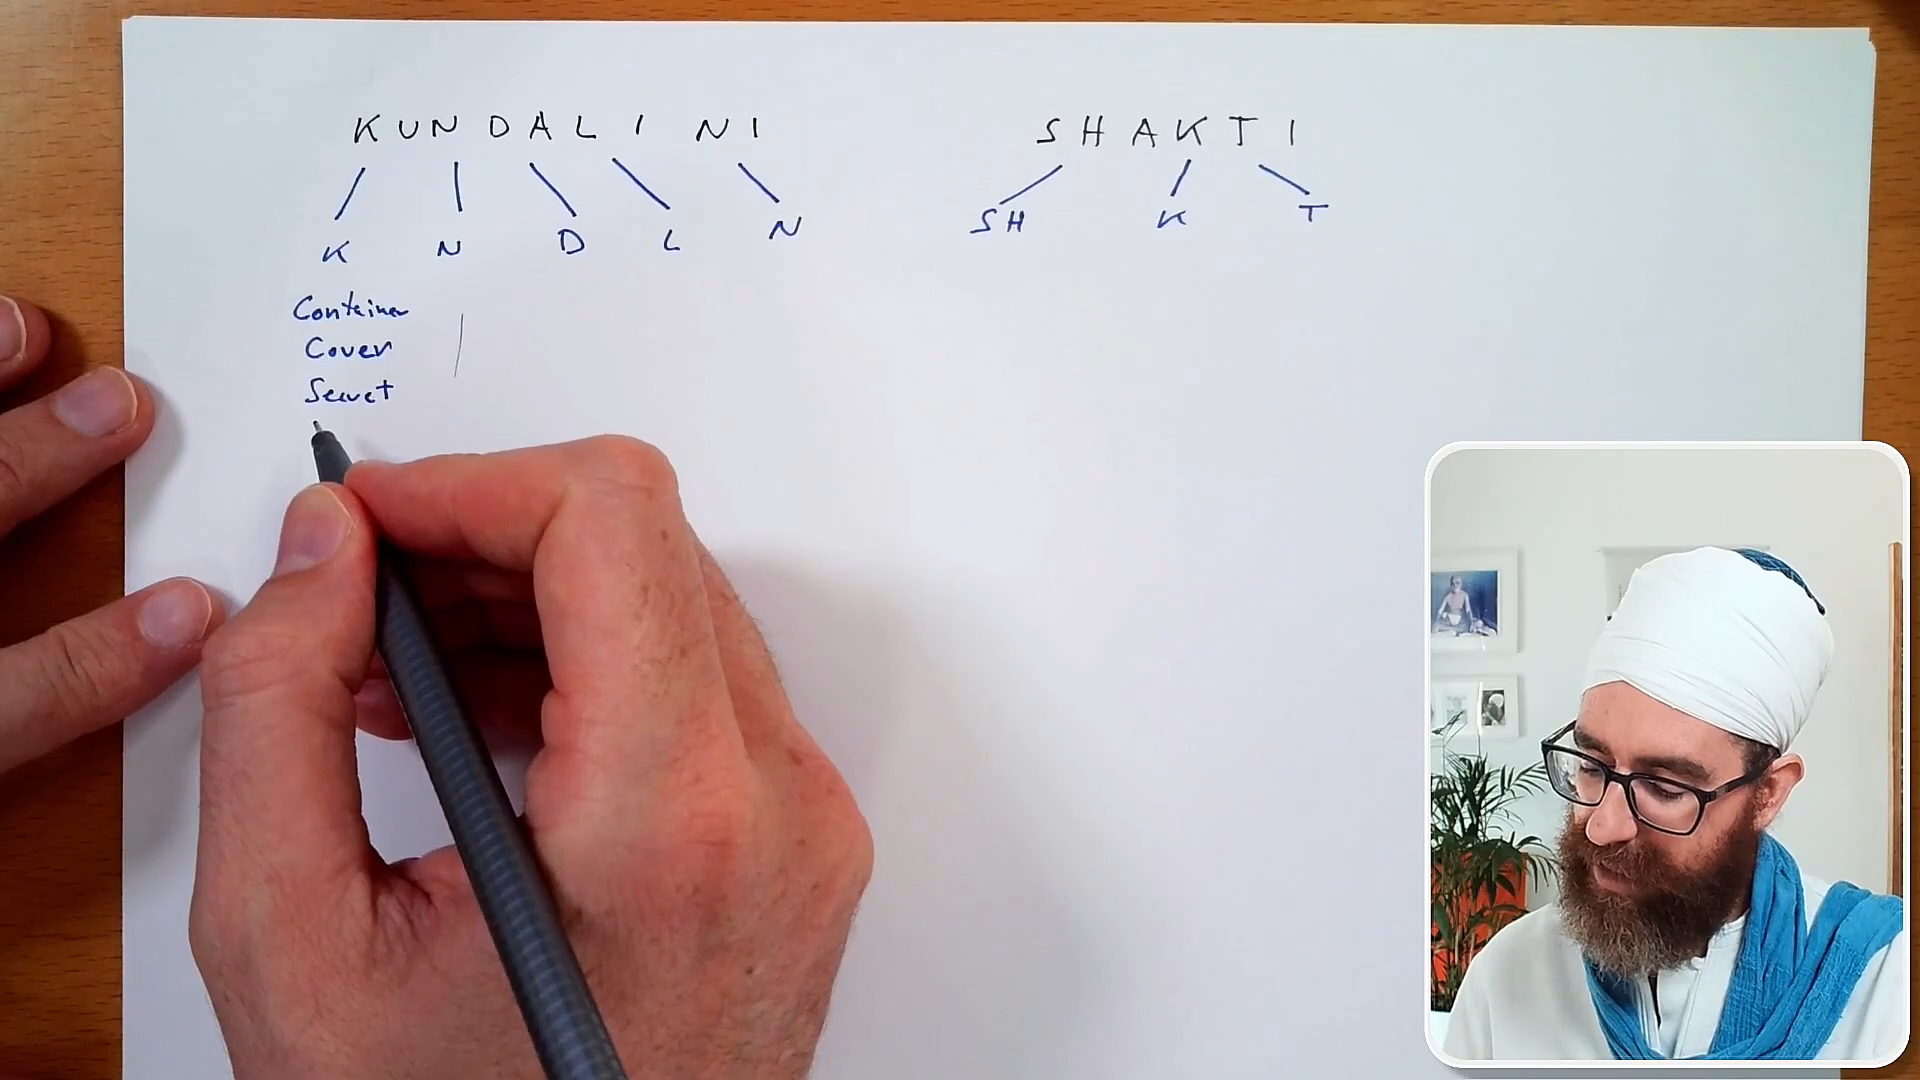 KUNDALINI SHAKTI
K N D L N SH K T
Container
Cover
Secret